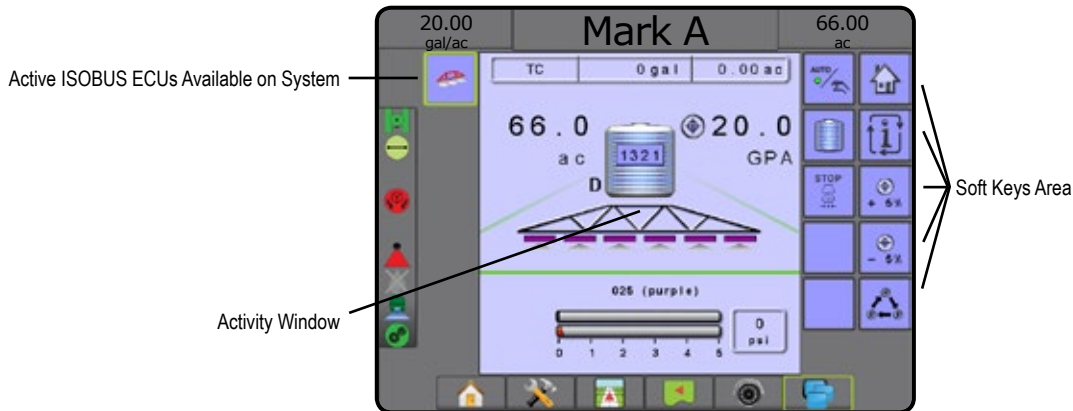 20.00
gal/ac
Mark A
66.00
ac
Active ISOBUS ECUs Available on System
TC 0 gal 0.00 ac
AUTO
66.0
ac
20.0
GPA
1321
D
STOP
+ 5%
Soft Keys Area
- 5%
Activity Window
025 (purple)
0
psi
0 1 2 3 4 5